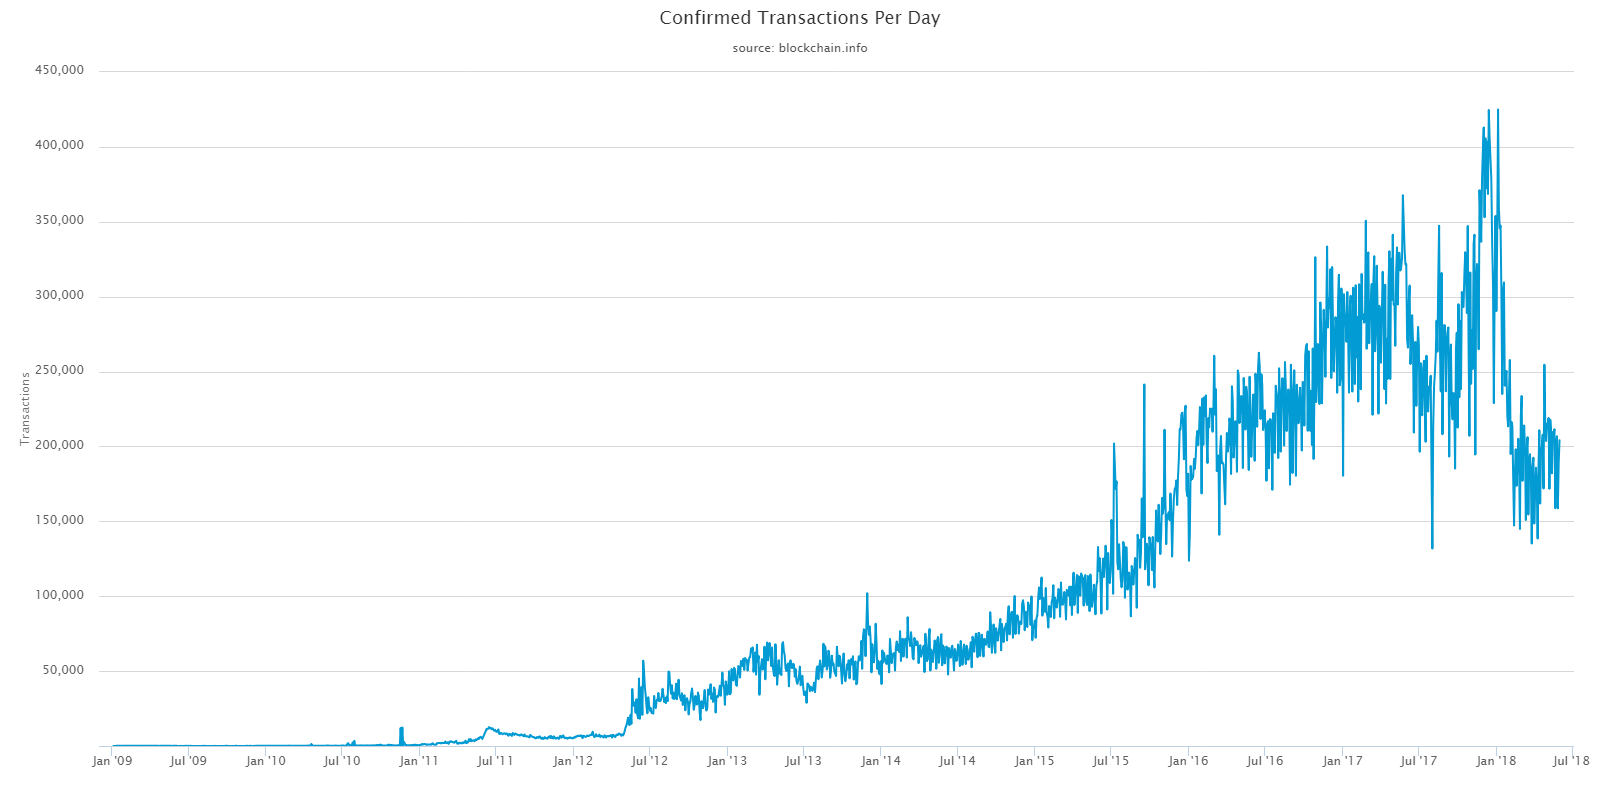 Confirmed Transactions Per Day
source: blockchain.info
450,000
400,000
350,000
300,000
250,000
200,000
150,000
100,000
50,000
Transactions
Jan '09 Jul '09 Jan '10 Jul '10 Jan '11 Jul '11 Jan '12 Jul '12 Jan '13 Jul '13 Jan '14 Jul '14 Jan '15 Jul '15 Jan '16 Jul '16 Jan '17 Jul '17 Jan '18 Jul '18